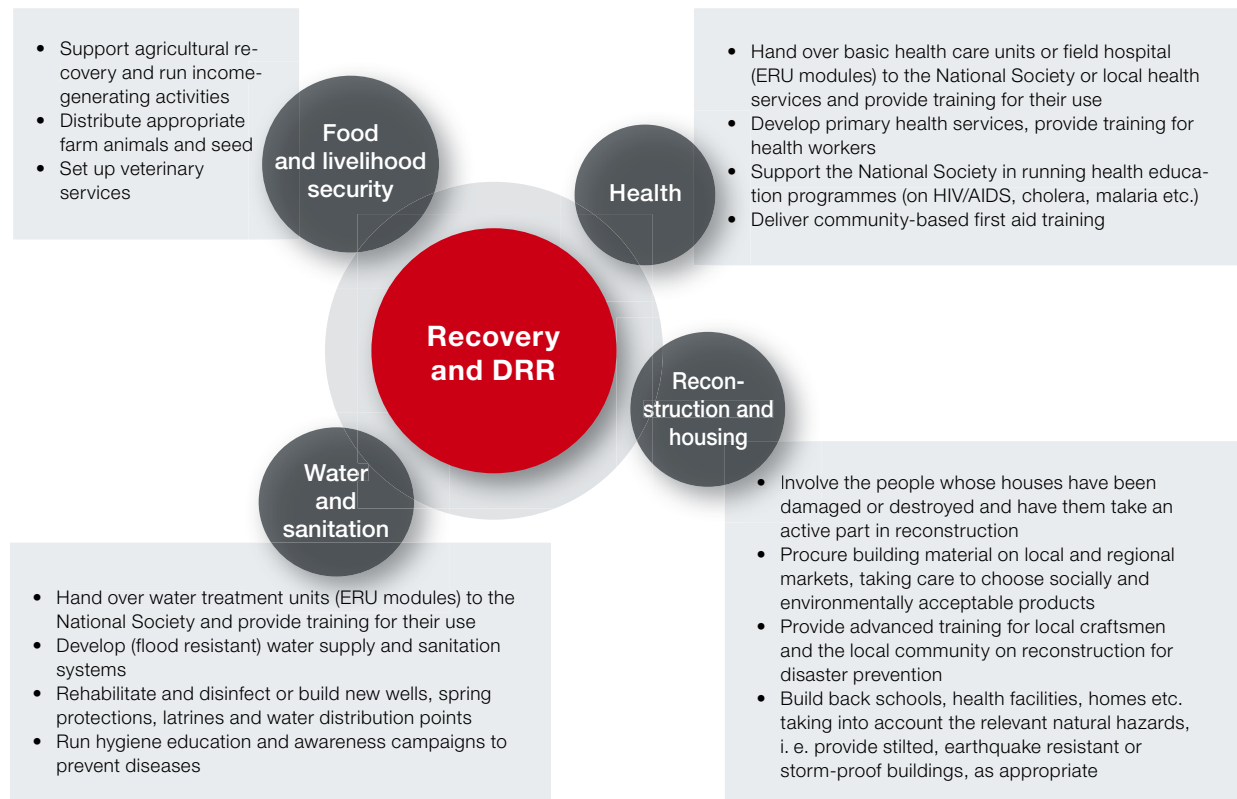 • Support agricultural re-
covery and run income-
generating activities
• Distribute appropriate
farm animals and seed
• Set up veterinary
services
Food
and livelihood
security
Health
• Hand over basic health care units or field hospital
(ERU modules) to the National Society or local health
services and provide training for their use
• Develop primary health services, provide training for
health workers
• Support the National Society in running health educa-
tion programmes (on HIV/AIDS, cholera, malaria etc.)
• Deliver community-based first aid training
Recovery
and DRR
Recon-
struction and
housing
Water
and
sanitation
• Hand over water treatment units (ERU modules) to the
National Society and provide training for their use
• Develop (flood resistant) water supply and sanitation
systems
• Rehabilitate and disinfect or build new wells, spring
protections, latrines and water distribution points
• Run hygiene education and awareness campaigns to
prevent diseases
• Involve the people whose houses have been
damaged or destroyed and have them take an
active part in reconstruction
• Procure building material on local and regional
markets, taking care to choose socially and
environmentally acceptable products
• Provide advanced training for local craftsmen
and the local community on reconstruction for
disaster prevention
• Build back schools, health facilities, homes etc.
taking into account the relevant natural hazards,
i. e. provide stilted, earthquake resistant or
storm-proof buildings, as appropriate